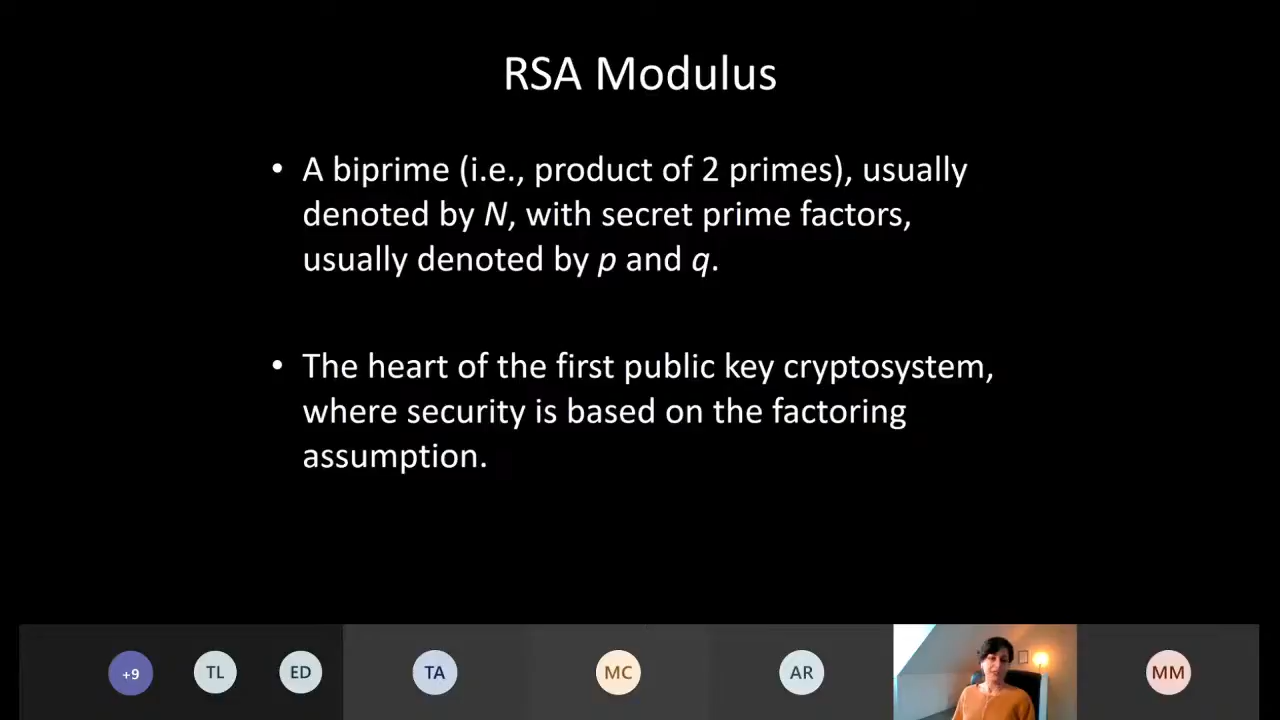 RSA Modulus
• A biprime (i.e., product of 2 primes), usually
denoted by N, with secret prime factors,
usually denoted by p and q.
• The heart of the first public key cryptosystem,
where security is based on the factoring
assumption.
+9 TL ED TA MC AR MM